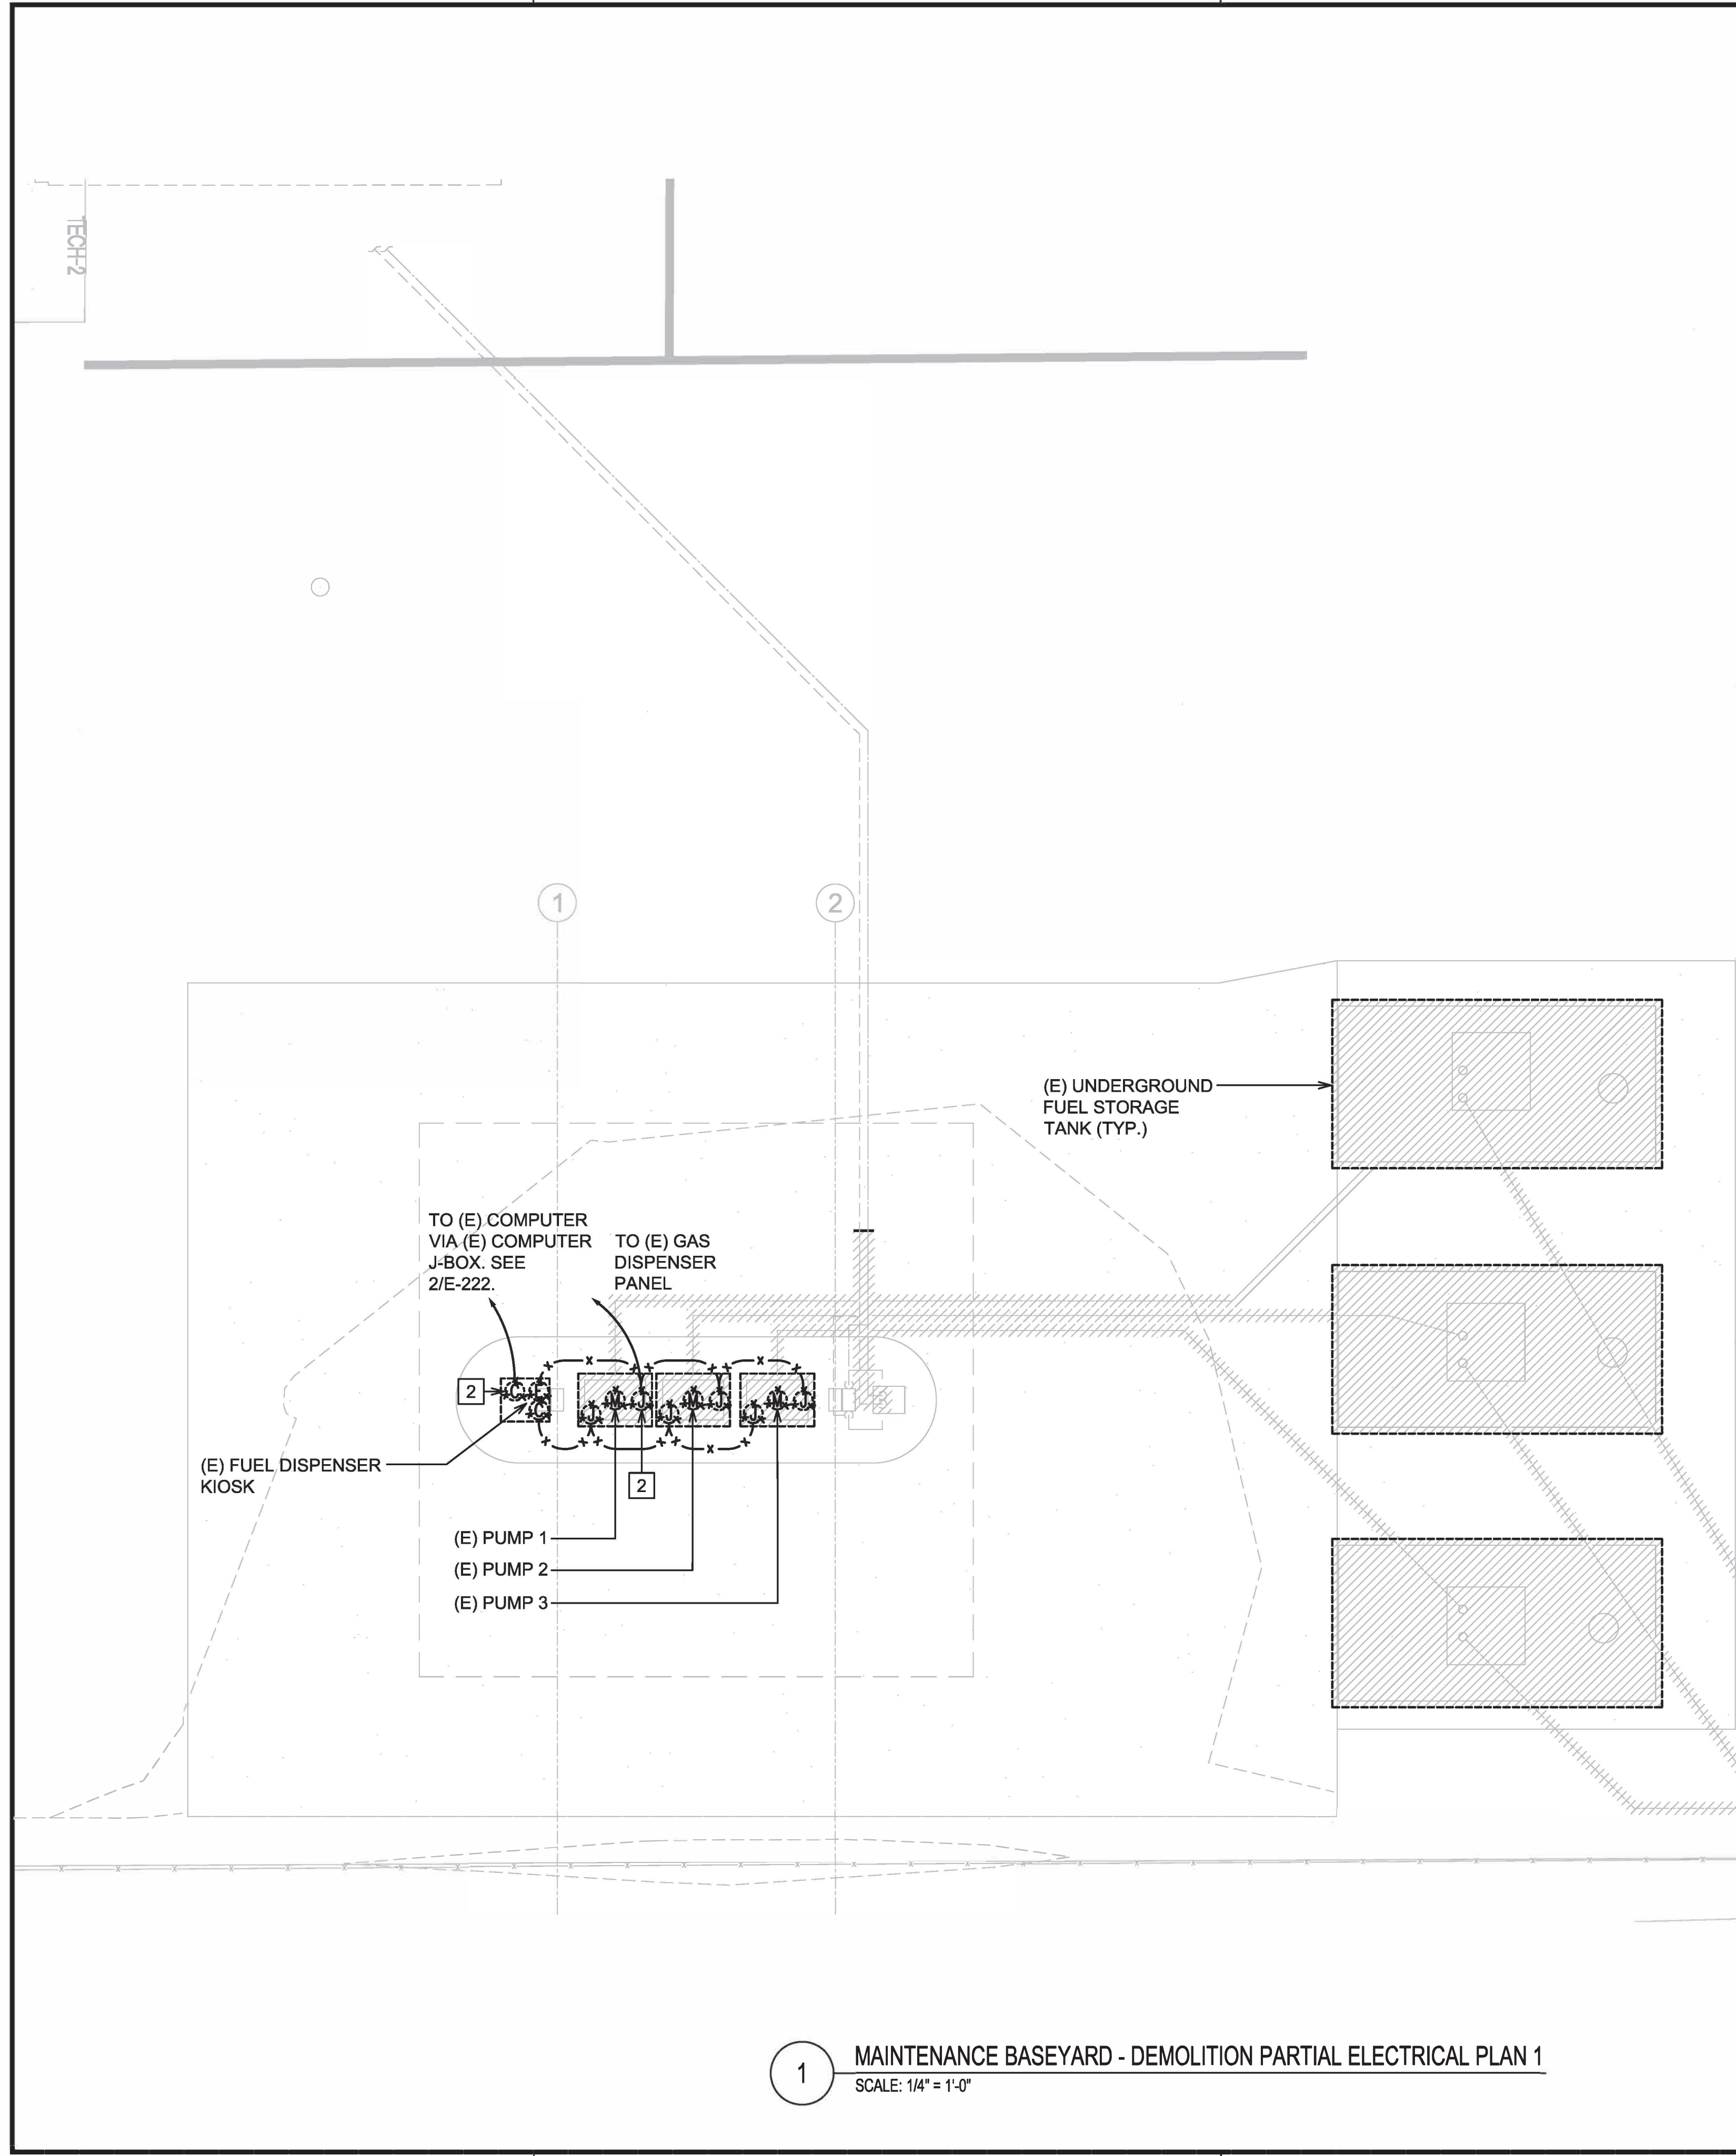 TECH-2
1
2
(E) UNDERGROUND
FUEL STORAGE
TANK (TYP.)
TO (E) COMPUTER
VIA (E) COMPUTER
J-BOX. SEE
2/E-222.
TO (E) GAS
DISPENSER
PANEL
2
C
E
C
J
M
J
J
M
J
J
M
J
(E) FUEL DISPENSER
KIOSK
2
(E) PUMP 1
(E) PUMP 2
(E) PUMP 3
1
MAINTENANCE BASEYARD - DEMOLITION PARTIAL ELECTRICAL PLAN 1
SCALE: 1/4" = 1'-0"